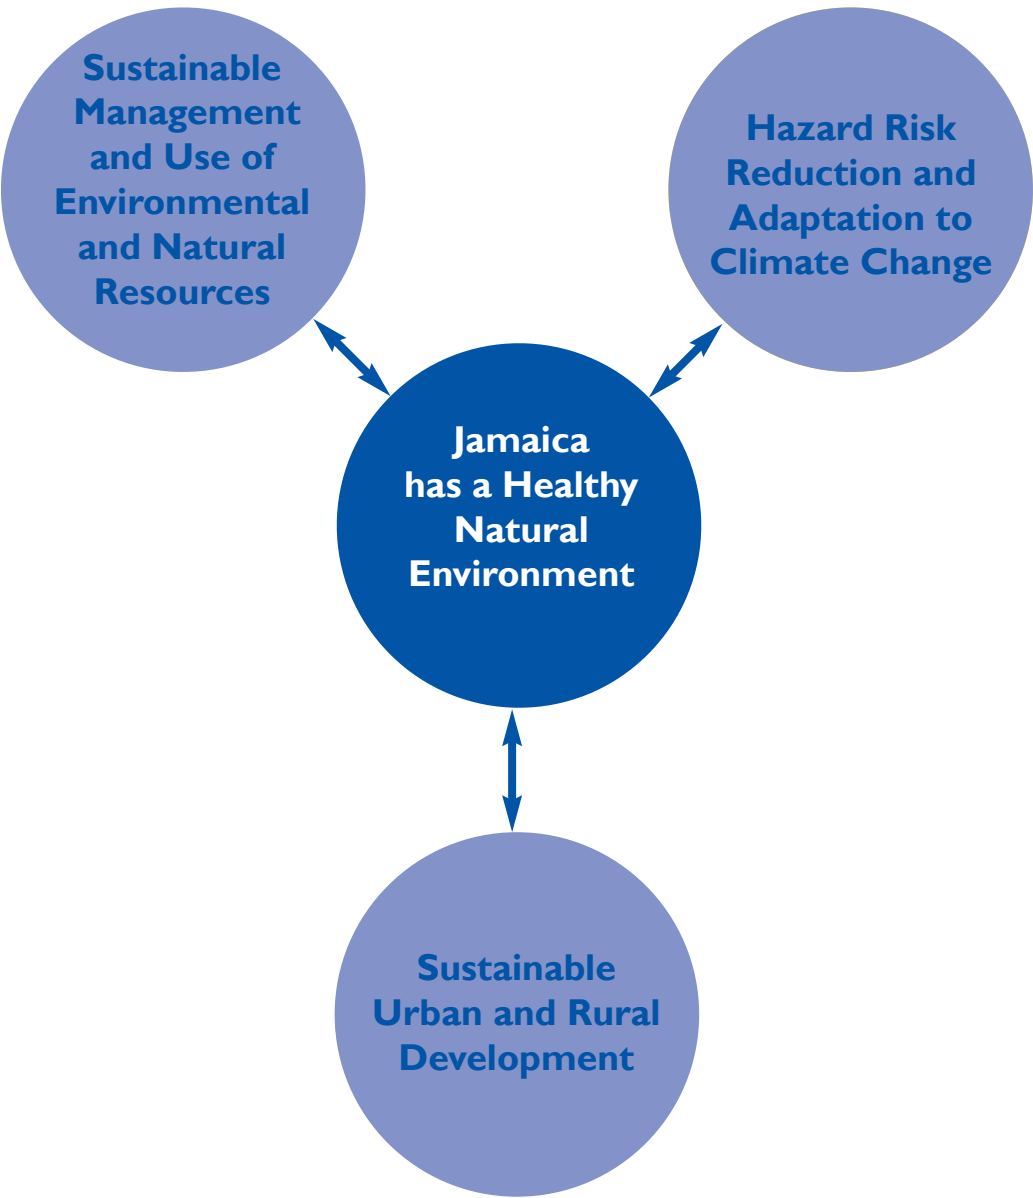 Sustainable
Management
and Use of
Environmental
and Natural
Resources
Hazard Risk
Reduction and
Adaptation to
Climate Change
Jamaica
has a Healthy
Natural
Environment
Sustainable
Urban and Rural
Development